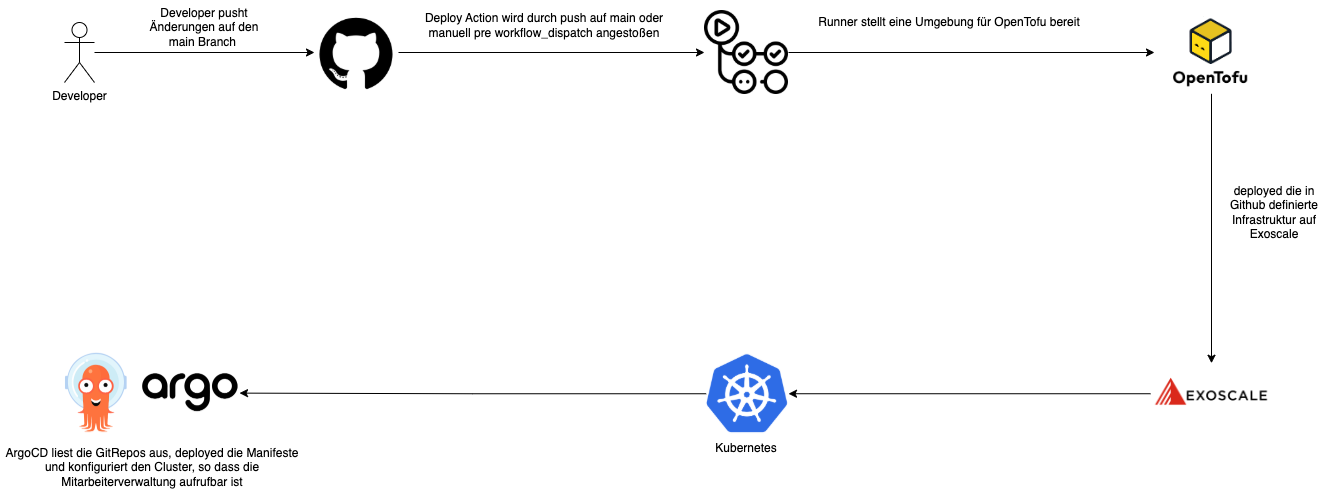 Developer pusht
Änderungen auf den
main Branch
Developer
Deploy Action wird durch push auf main oder
manuell pre workflow_dispatch angestoßen
Runner stellt eine Umgebung für OpenTofu bereit
OpenTofu
deployed die in
Github definierte
Infrastruktur auf
Exoscale
EXOSCALE
Kubernetes
argo
ArgoCD liest die GitRepos aus, deployed die Manifeste
und konfiguriert den Cluster, so dass die
Mitarbeiterverwaltung aufrufbar ist